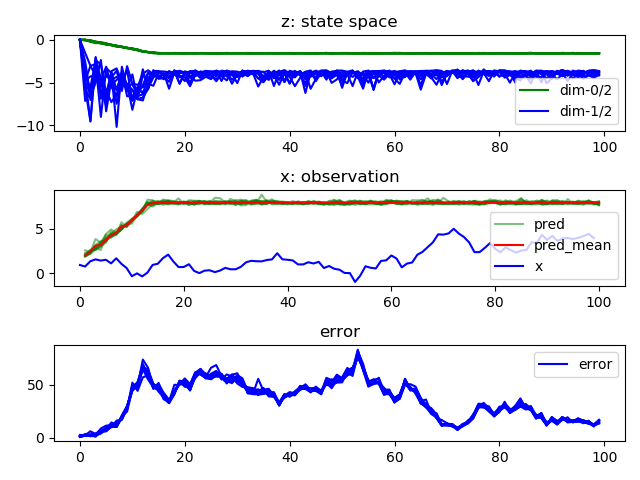 z: state space
0
−5
−10
dim-0/2
dim-1/2
0 20 40 60 80 100
x: observation
5
0
pred
pred_mean
x
0 20 40 60 80 100
error
50
0
error
0 20 40 60 80 100